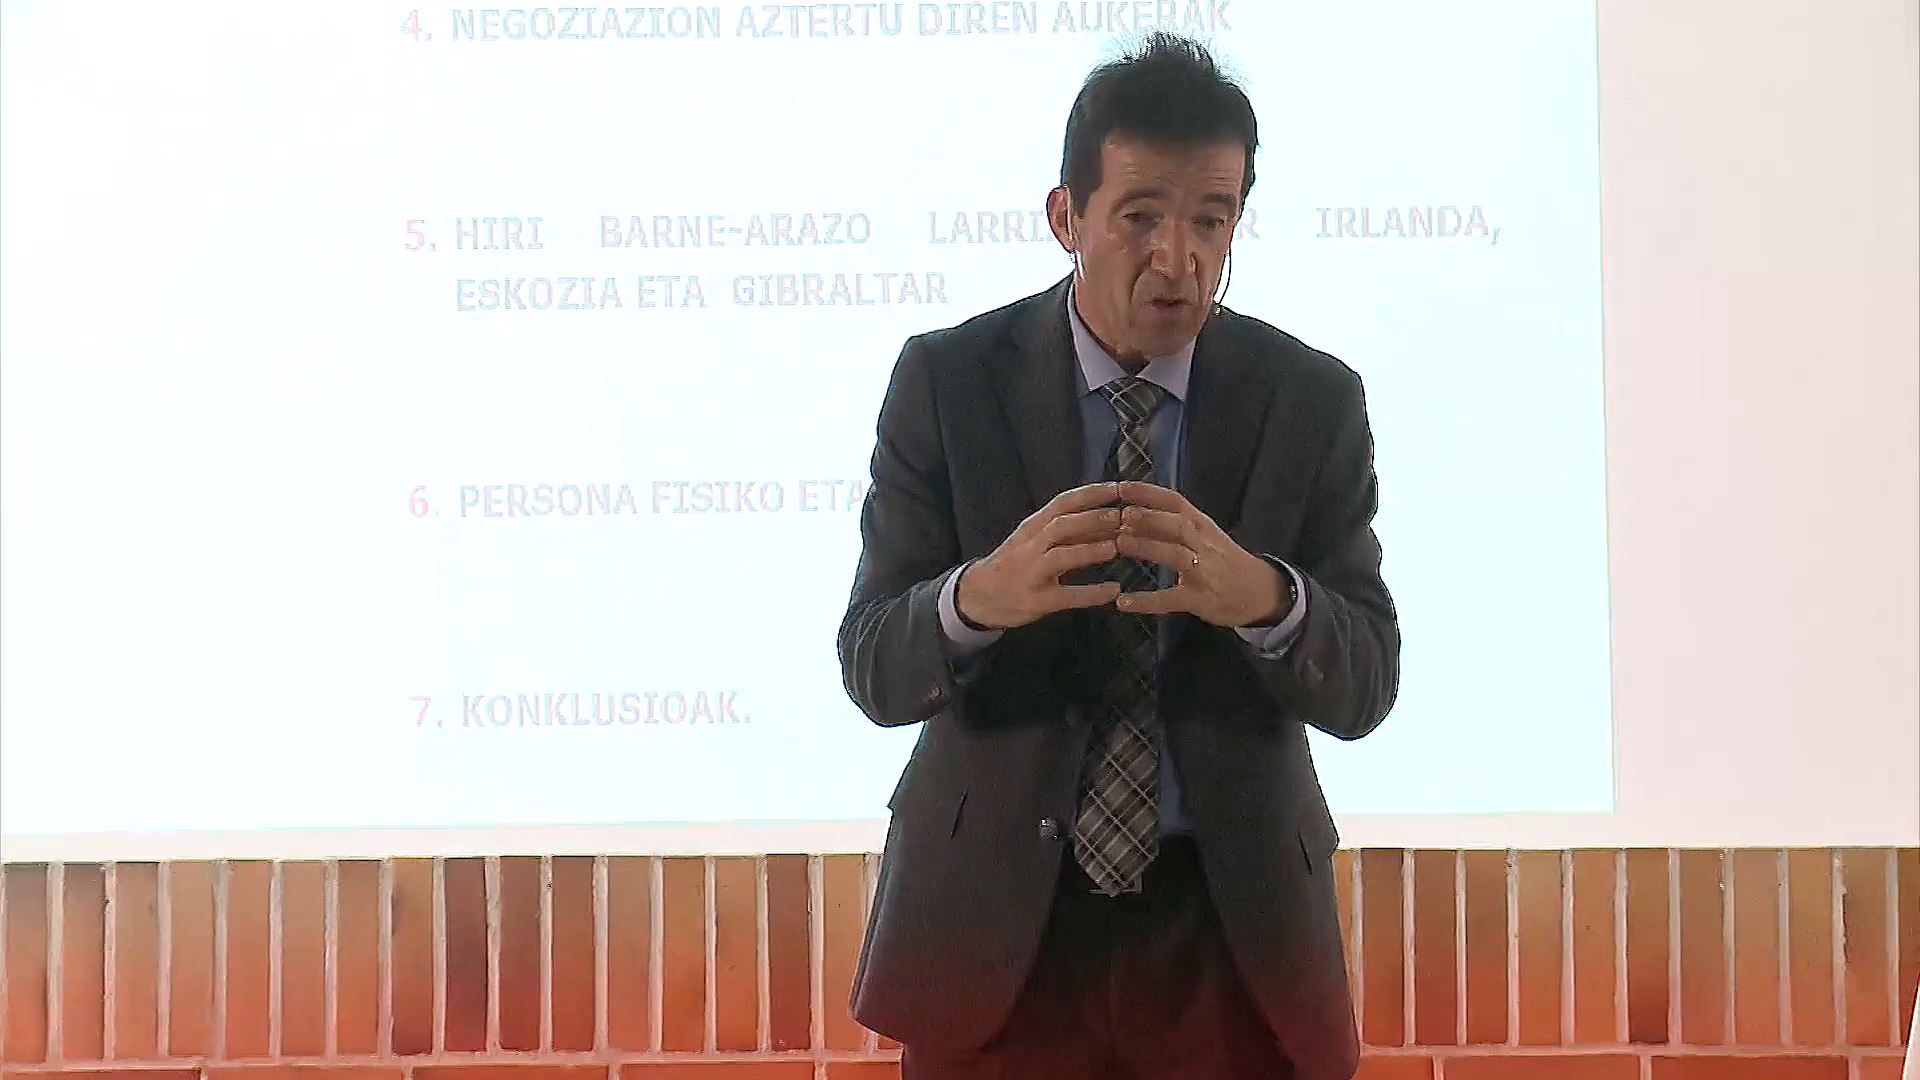 4. NEGOZIAZION AZTERTU DIREN AUKERAK
5. HIRI BARNE-ARAZO IRLANDA,
ESKOZIA ETA GIBRALTAR
6. PERSONA FISIKO ETA
7. KONKLUSIOAK.